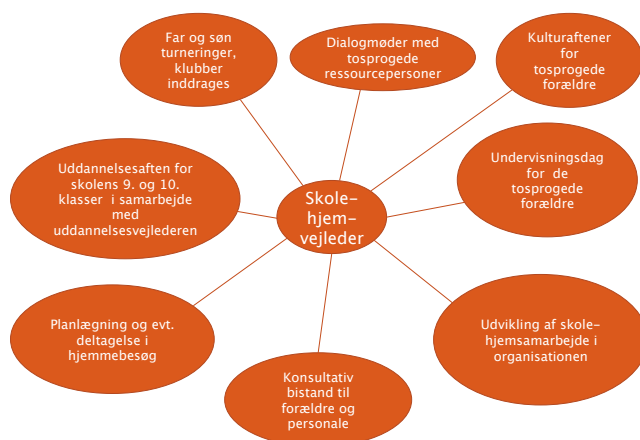 Far og søn
turneringer,
klubber
inddrages
Dialogmøder med
tosprogede
ressourcepersoner
Kulturaftener
for
tosprogede
forældre
Uddannelsesaften for
skolens 9. og 10.
klasser i samarbejde
med
uddannelsesvejlederen
Skole-
hjem-
vejleder
Undervisningsdag
for de
tosprogede
forældre
Planlægning og evt.
deltagelse i
hjemmebesøg
Konsultativ
bistand til
forældre og
personale
Udvikling af skole-
hjemsamarbejde i
organisationen